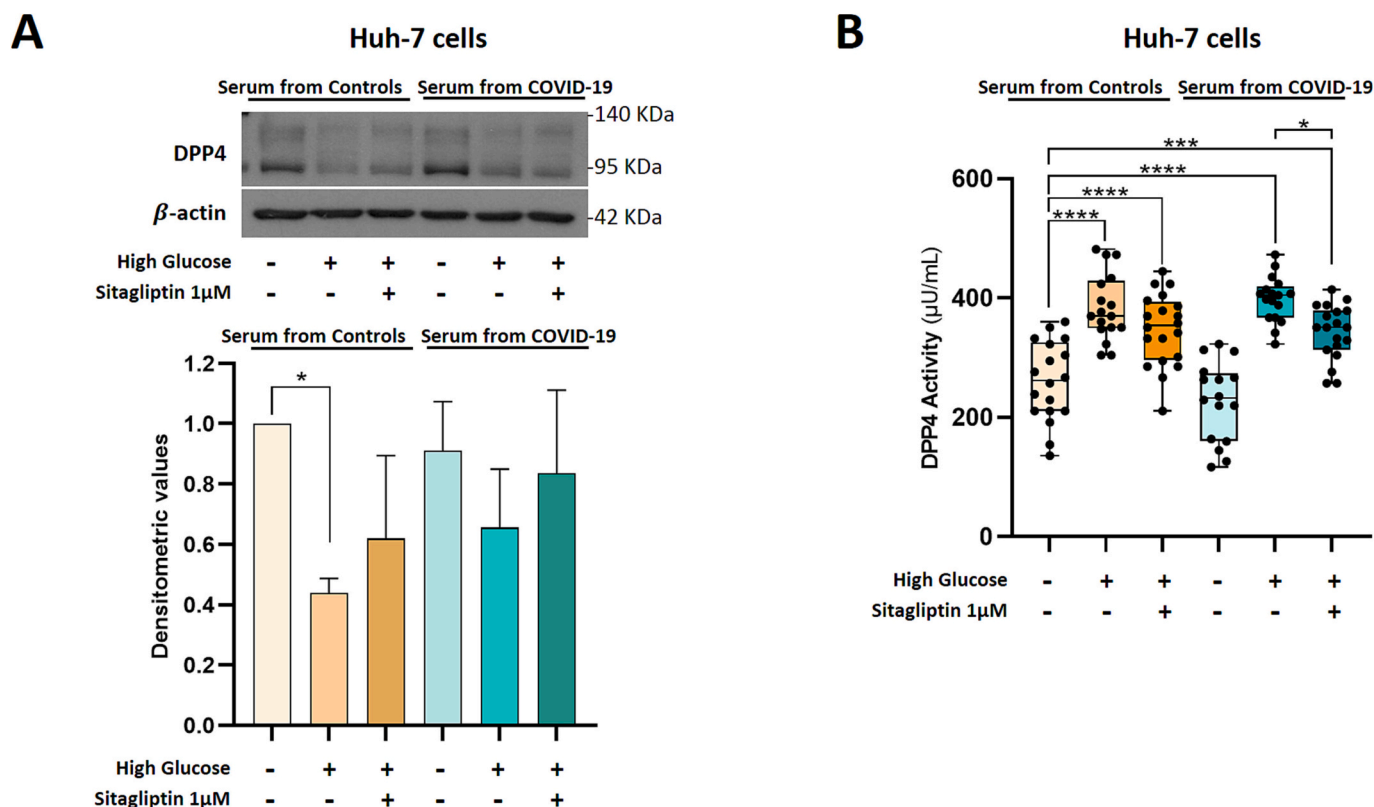 A
Huh-7 cells
Serum from Controls Serum from COVID-19
-140 KDa
DPP4
-95 KDa
β-actin
-42 KDa
High Glucose - + + - + +
Sitagliptin 1µM - - + - - +
Serum from Controls Serum from COVID-19
1.2
*
1.0
0.8
0.6
0.4
0.2
0.0
Densitometric values
High Glucose - + + - + +
Sitagliptin 1µM - - + - - +
B
Huh-7 cells
Serum from Controls Serum from COVID-19
*
***
****
****
****
600
400
200
0
DPP4 Activity (µU/mL)
High Glucose - + + - + +
Sitagliptin 1µM - - + - - +